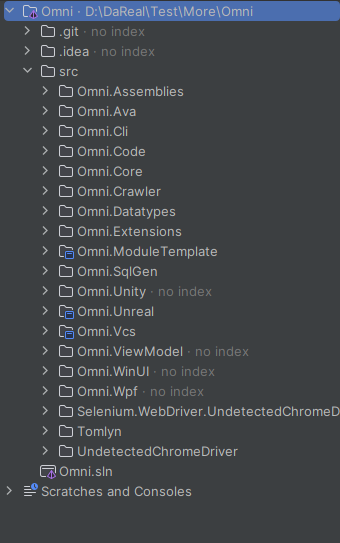 Omni · D:\DaReal\Test\More\Omni
.git · no index
.idea · no index
src
Omni.Assemblies
Omni.Ava
Omni.Cli
Omni.Code
Omni.Core
Omni.Crawler
Omni.Datatypes
Omni.Extensions
Omni.ModuleTemplate
Omni.SqlGen
Omni.Unity · no index
Omni.Unreal
Omni.Vcs
Omni.ViewModel · no index
Omni.WinUI · no index
Omni.Wpf · no index
Selenium.WebDriver.UndetectedChromeD
Tomlyn
UndetectedChromeDriver
Omni.sln
Scratches and Consoles